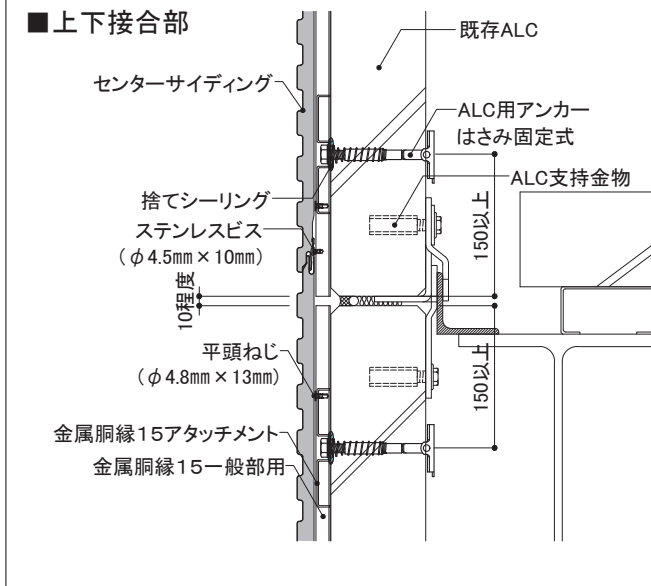 ■上下接合部
既存ALC
センターサイディング
ALC用アンカー
はさみ固定式
ALC支持金物
捨てシーリング
ステンレスビス
（φ4.5mm×10mm）
150以上
10程度
平頭ねじ
（φ4.8mm×13mm）
150以上
金属胴縁15アタッチメント
金属胴縁15一般部用